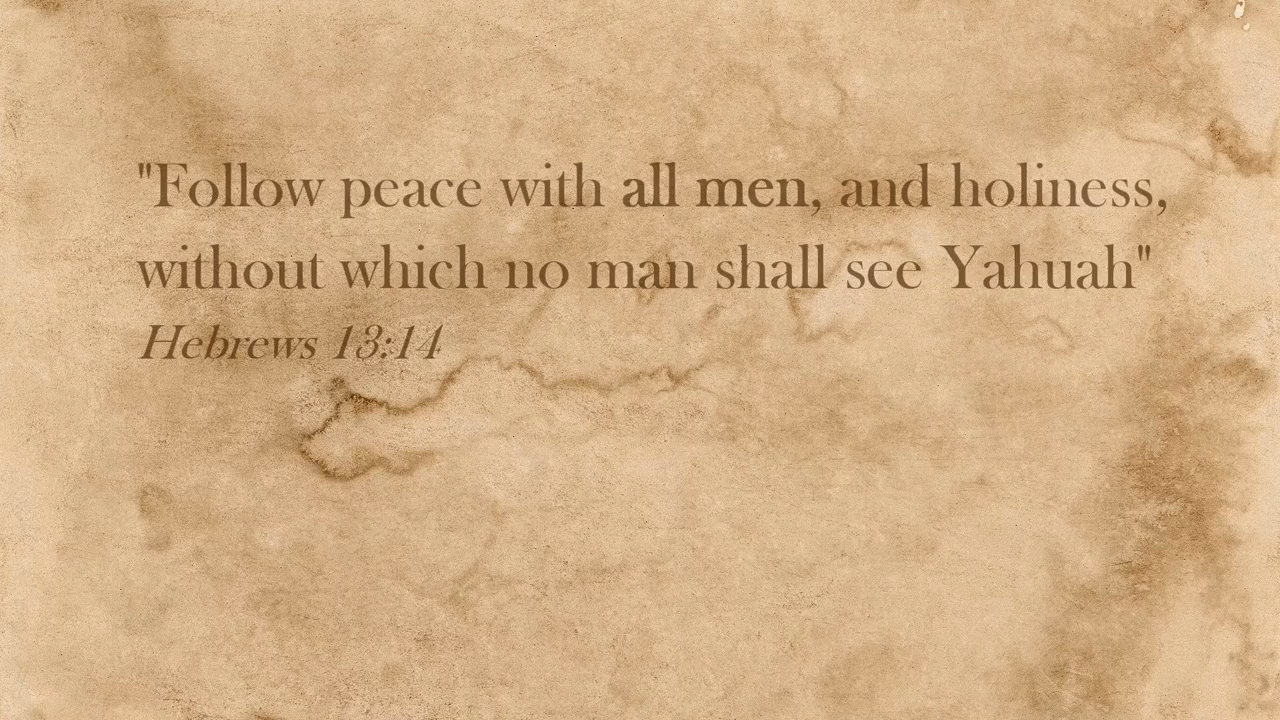 "Follow peace with all men, and holiness,
without which no man shall see Yahuah"
Hebrews 13:14